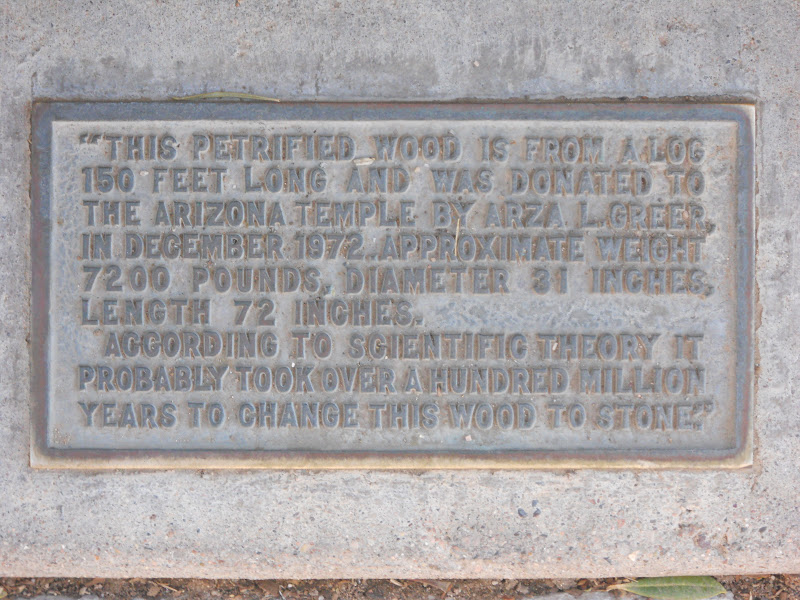 "THIS PETRIFIED WOOD IS FROM A LOG
150 FEET LONG AND WAS DONATED TO
THE ARIZONA TEMPLE BY ARZA L. GREER
IN DECEMBER 1972. APPROXIMATE WEIGHT
7200 POUNDS, DIAMETER 31 INCHES,
LENGTH 72 INCHES.
ACCORDING TO SCIENTIFIC THEORY IT
PROBABLY TOOK OVER A HUNDRED MILLION
YEARS TO CHANGE THIS WOOD TO STONE."